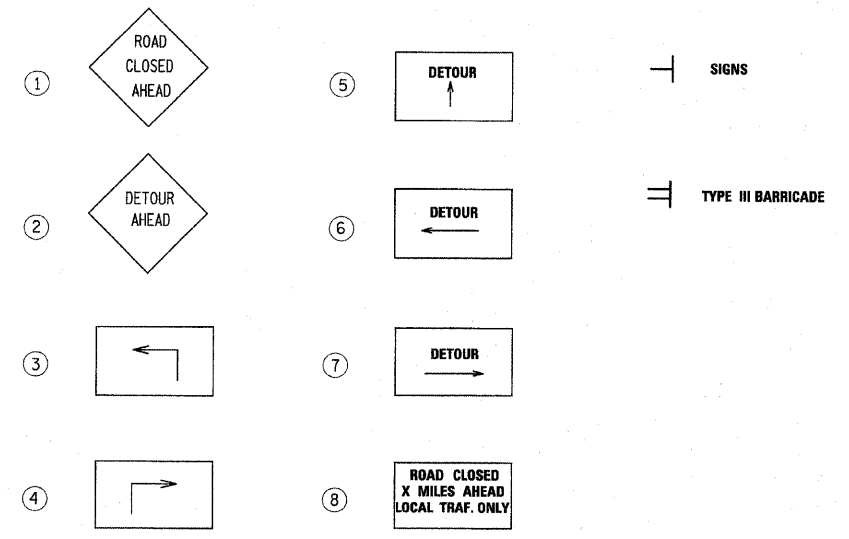 1
ROAD
CLOSED
AHEAD
2
DETOUR
AHEAD
3
4
5
DETOUR
6
DETOUR
7
DETOUR
8
ROAD CLOSED
X MILES AHEAD
LOCAL TRAF. ONLY
SIGNS
TYPE III BARRICADE